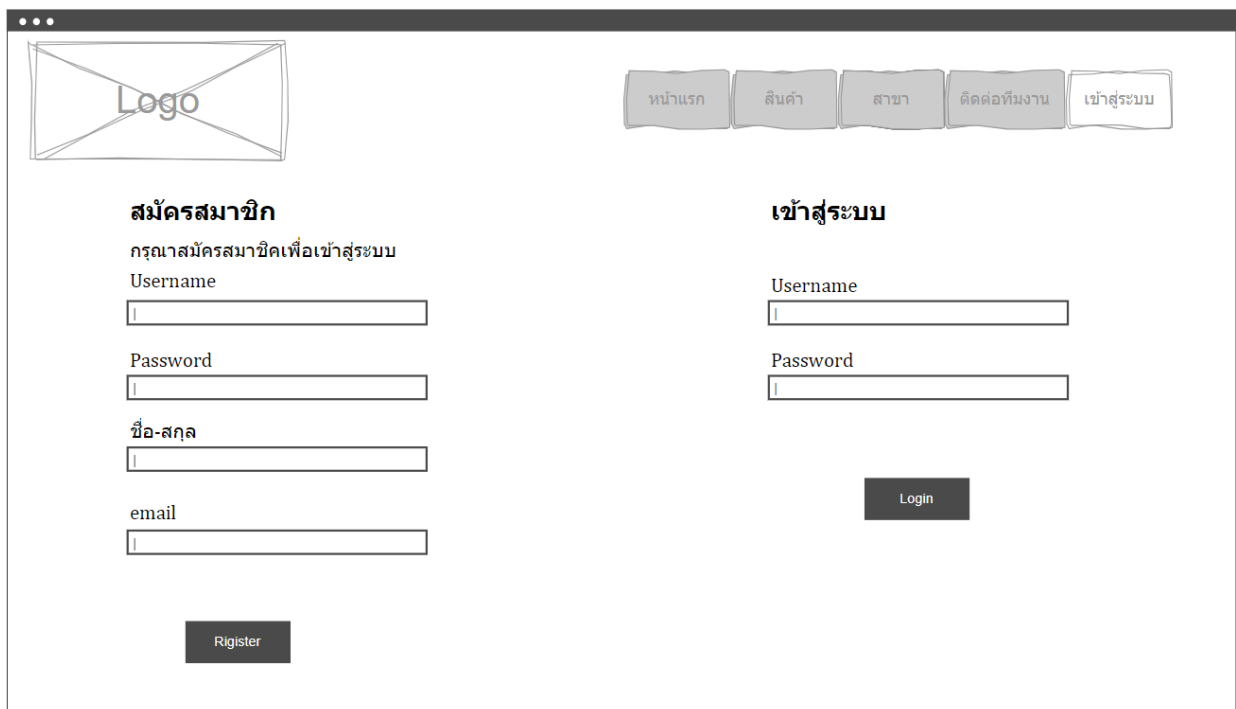 Logo
หน้าแรก
สินค้า
สาขา
ติดต่อทีมงาน
เข้าสู่ระบบ
สมัครสมาชิก
กรุณาสมัครสมาชิคเพื่อเข้าสู่ระบบ
Username
Password
ชื่อ-สกุล
email
Rigister
เข้าสู่ระบบ
Username
Password
Login